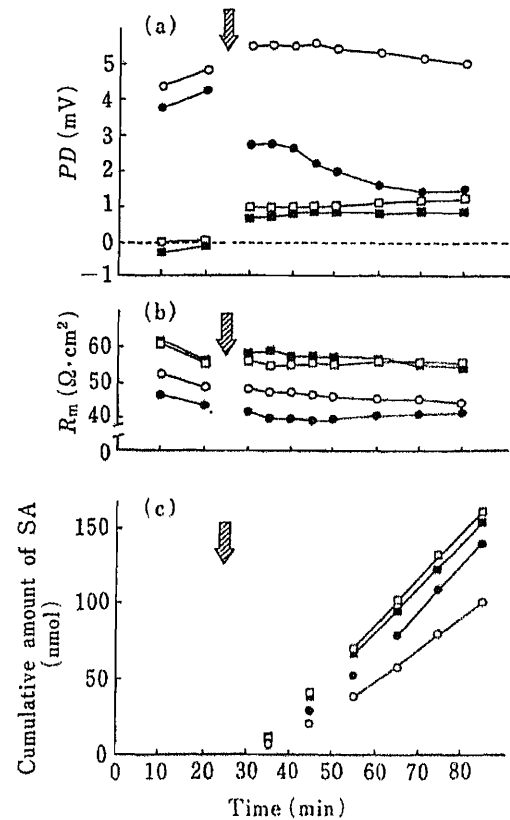 (a)
5
4
3
2
1
0
−1
PD (mV)
(b)
60
50
40
0
Rm (Ω·cm²)
(c)
150
100
50
0
Cumulative amount of SA
(nmol)
0 10 20 30 40 50 60 70 80
Time (min)